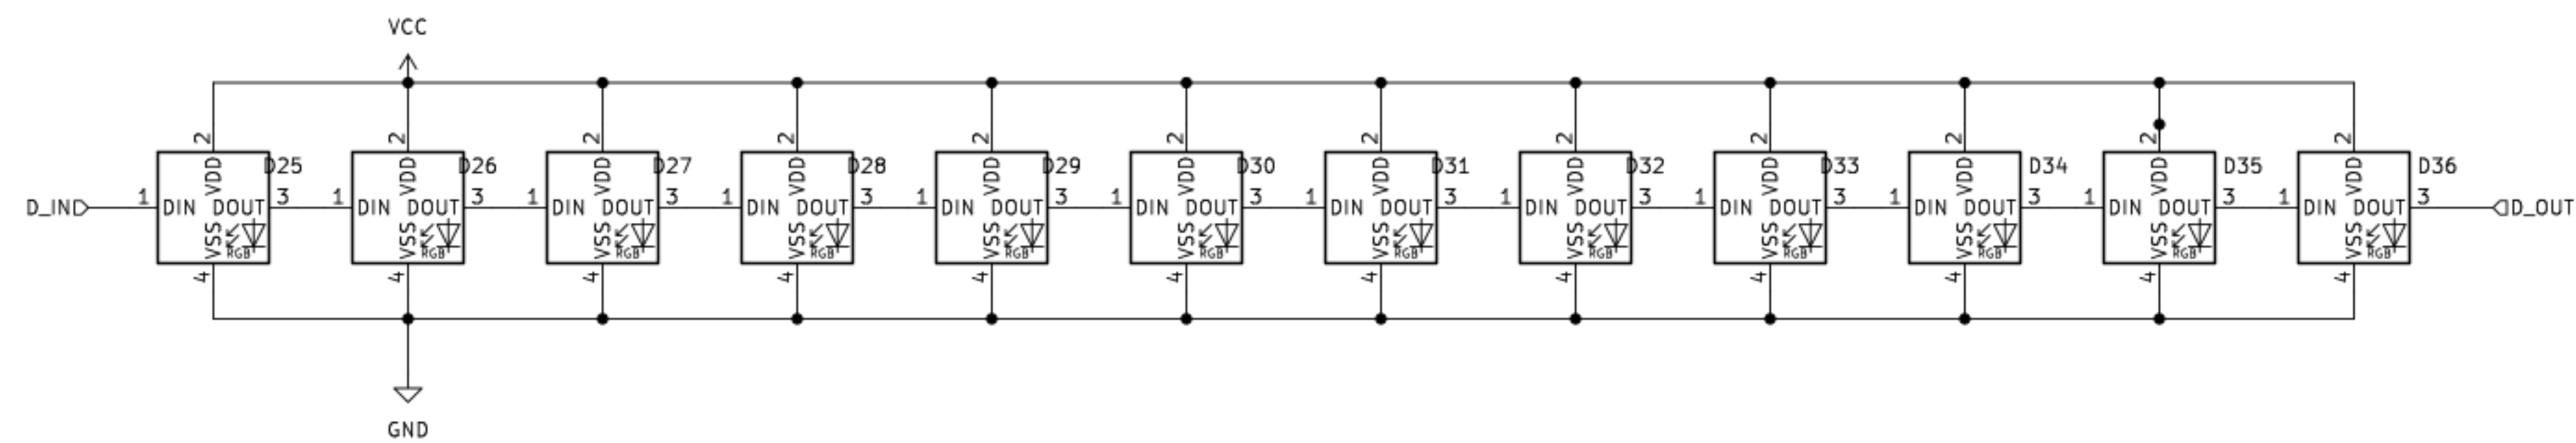 VCC
2 2 2 2 2 2 2 2 2 2 2 2
D25 D26 D27 D28 D29 D30 D31 D32 D33 D34 D35 D36
VDD VDD VDD VDD VDD VDD VDD VDD VDD VDD VDD VDD
D_IN 1 DIN DOUT 3 1 DIN DOUT 3 1 DIN DOUT 3 1 DIN DOUT 3 1 DIN DOUT 3 1 DIN DOUT 3 1 DIN DOUT 3 1 DIN DOUT 3 1 DIN DOUT 3 1 DIN DOUT 3 1 DIN DOUT 3 1 DIN DOUT 3 D_OUT
VSS RGB VSS RGB VSS RGB VSS RGB VSS RGB VSS RGB VSS RGB VSS RGB VSS RGB VSS RGB VSS RGB VSS RGB
4 4 4 4 4 4 4 4 4 4 4 4
GND